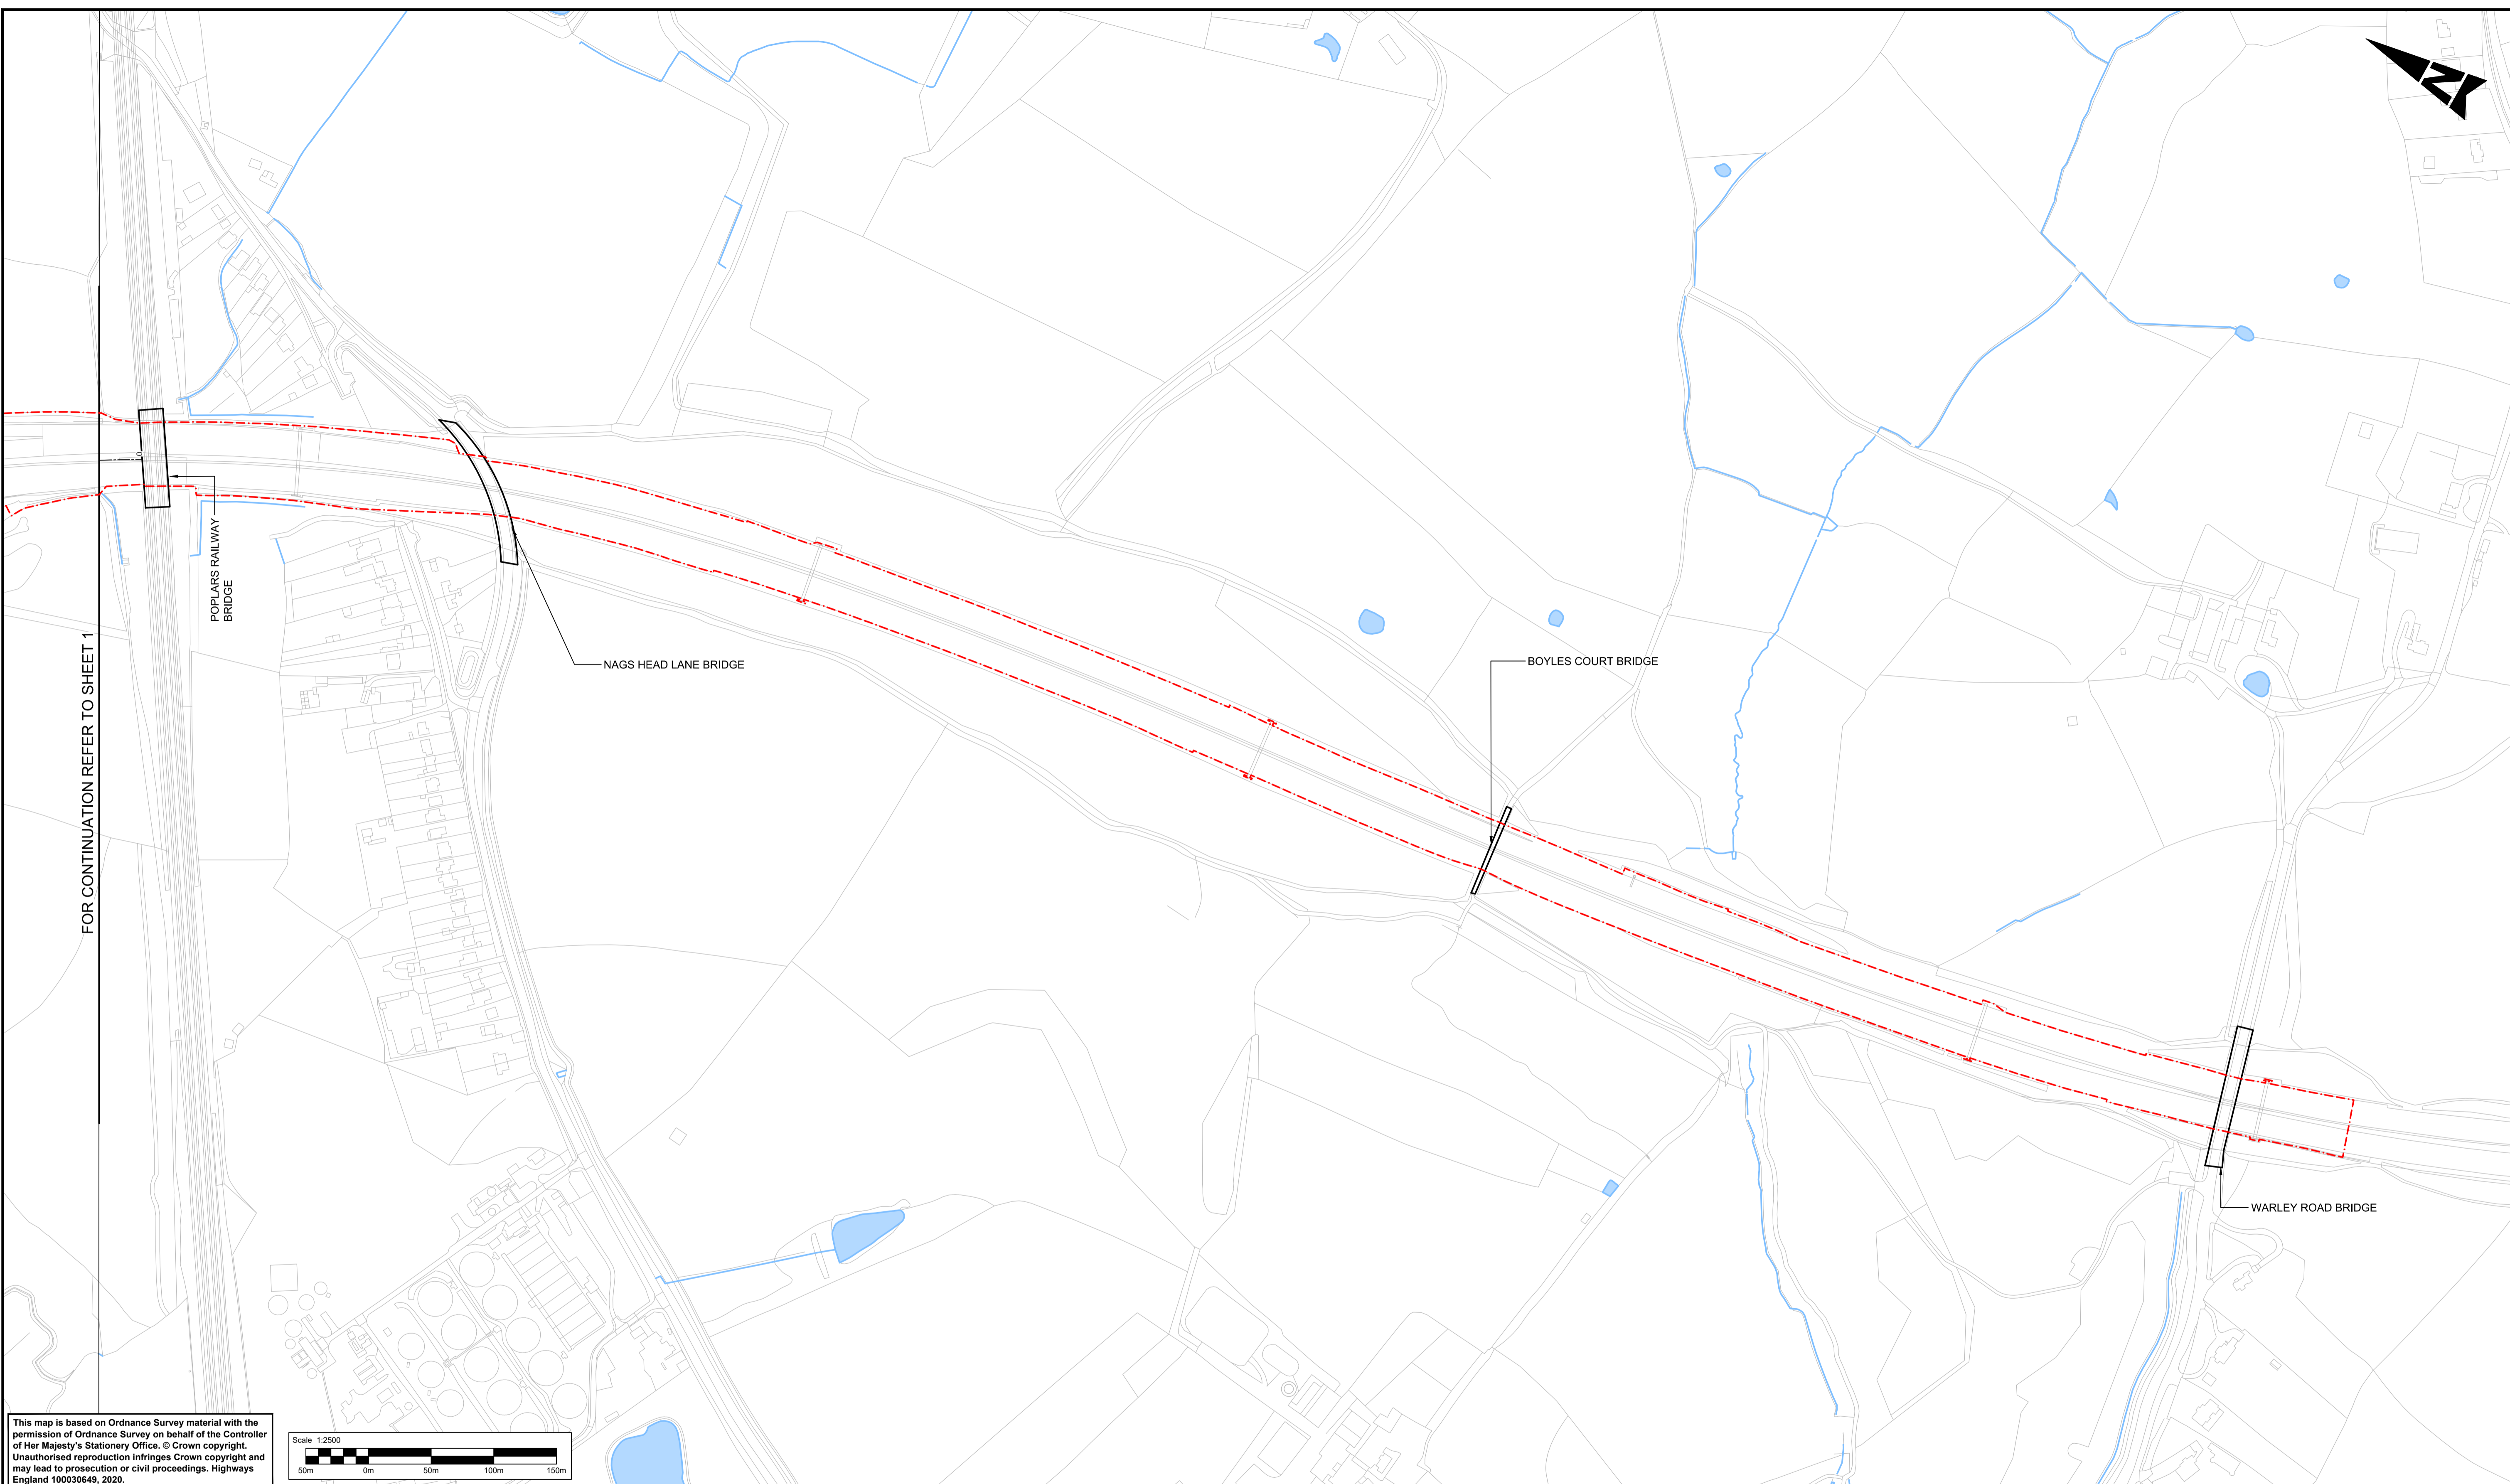 N
FOR CONTINUATION REFER TO SHEET 1
0
POPLARS RAILWAY
BRIDGE
NAGS HEAD LANE BRIDGE
BOYLES COURT BRIDGE
WARLEY ROAD BRIDGE
This map is based on Ordnance Survey material with the
permission of Ordnance Survey on behalf of the Controller
of Her Majesty's Stationery Office. © Crown copyright.
Unauthorised reproduction infringes Crown copyright and
may lead to prosecution or civil proceedings. Highways
England 100030649, 2020.
Scale 1:2500
50m 0m 50m 100m 150m